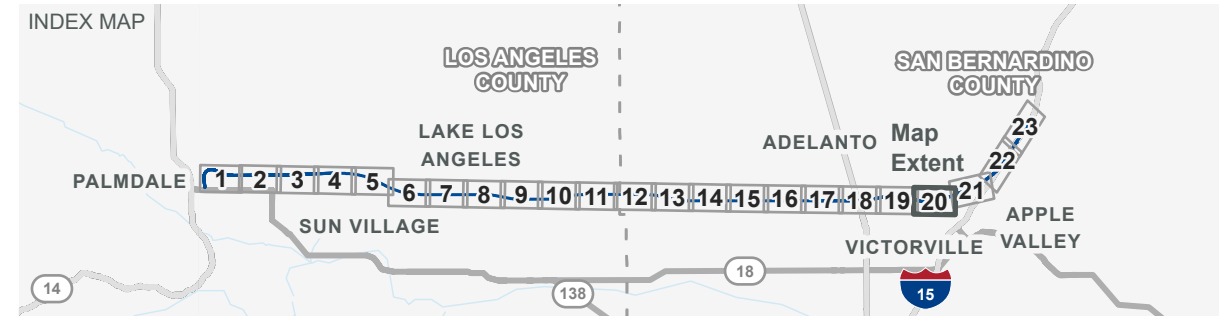 INDEX MAP
LOS ANGELES
COUNTY
SAN BERNARDINO
COUNTY
LAKE LOS
ANGELES
ADELANTO
Map
Extent
PALMDALE
1 2 3 4 5 6 7 8 9 10 11 12 13 14 15 16 17 18 19 20 21 22 23
SUN VILLAGE
APPLE
VALLEY
VICTORVILLE
14
138
18
15